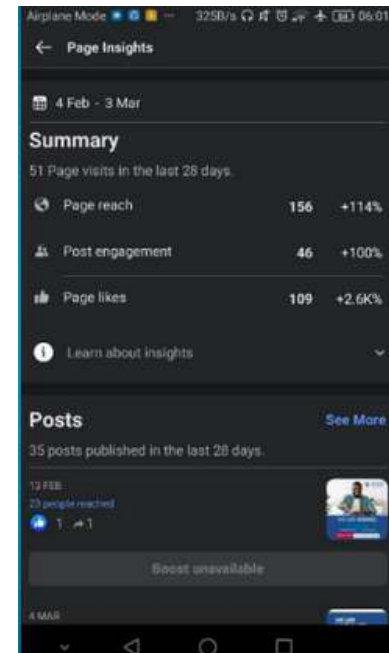 Airplane Mode 325B/s 84 06:01
← Page Insights
4 Feb - 3 Mar
Summary
51 Page visits in the last 28 days.
Page reach 156 +114%
Post engagement 46 +100%
Page likes 109 +2.6K%
Learn about insights
Posts See More
35 posts published in the last 28 days.
13 FEB
23 people reached
1 1
Boost unavailable
4 MAR